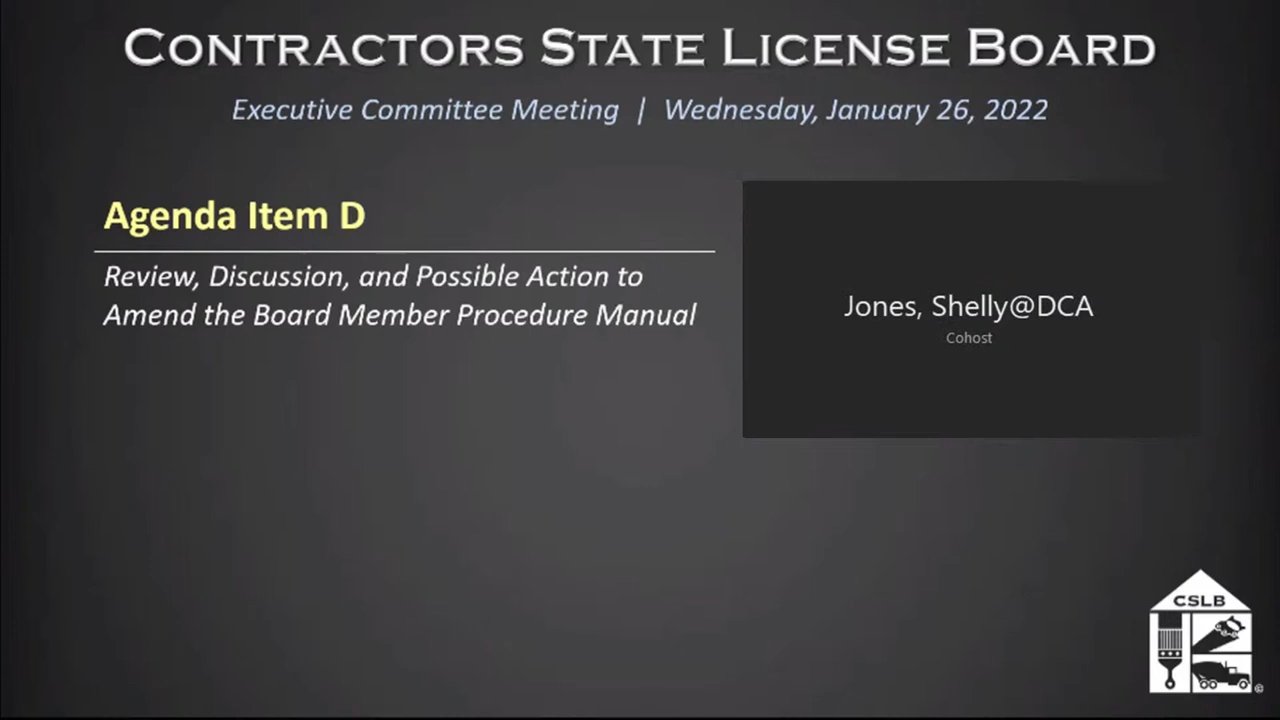 CONTRACTORS STATE LICENSE BOARD
Executive Committee Meeting | Wednesday, January 26, 2022
Agenda Item D
Review, Discussion, and Possible Action to
Amend the Board Member Procedure Manual
Jones, Shelly@DCA
Cohost
CSLB
©